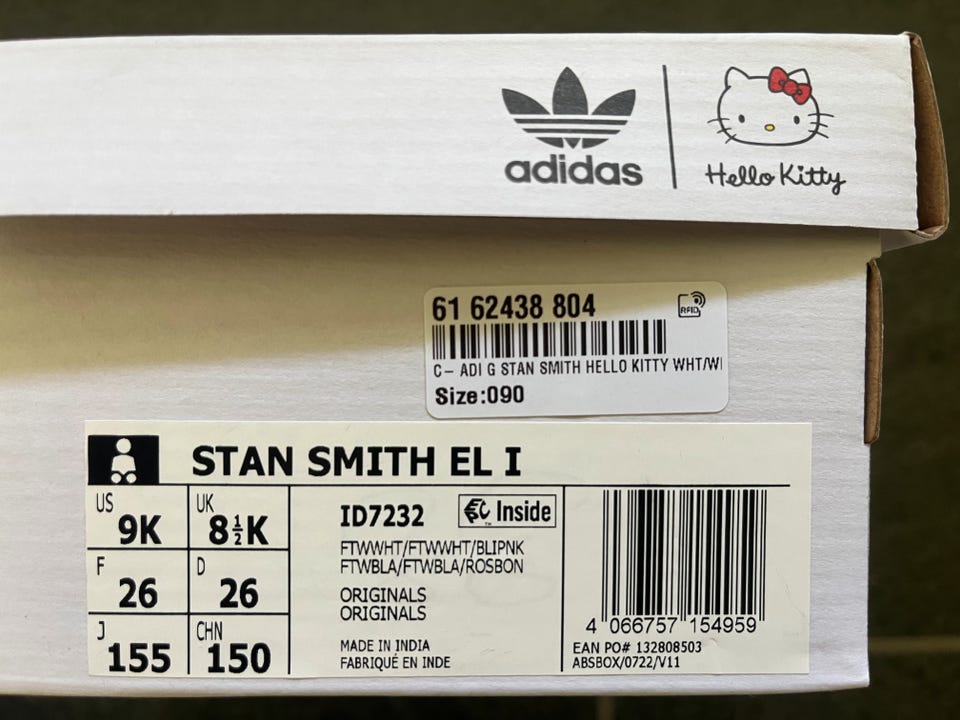 adidas
Hello Kitty
61 62438 804
RFID
C- ADI G STAN SMITH HELLO KITTY WHT/W
Size:090
STAN SMITH EL I
US 9K
UK 8½K
F 26
D 26
J 155
CHN 150
ID7232
Inside
™
FTWWHT/FTWWHT/BLIPNK
FTWBLA/FTWBLA/ROSBON
ORIGINALS
ORIGINALS
MADE IN INDIA
FABRIQUÉ EN INDE
4 066757 154959
EAN PO# 132808503
ABSBOX/0722/V11